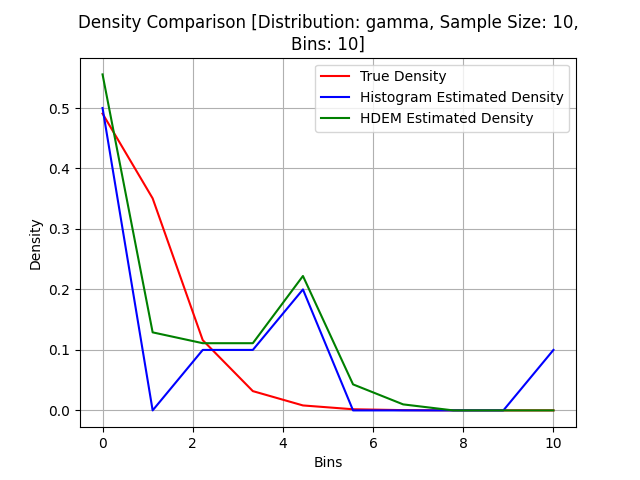 Density Comparison [Distribution: gamma, Sample Size: 10,
Bins: 10]
True Density
Histogram Estimated Density
HDEM Estimated Density
Density
0.5
0.4
0.3
0.2
0.1
0.0
0 2 4 6 8 10
Bins